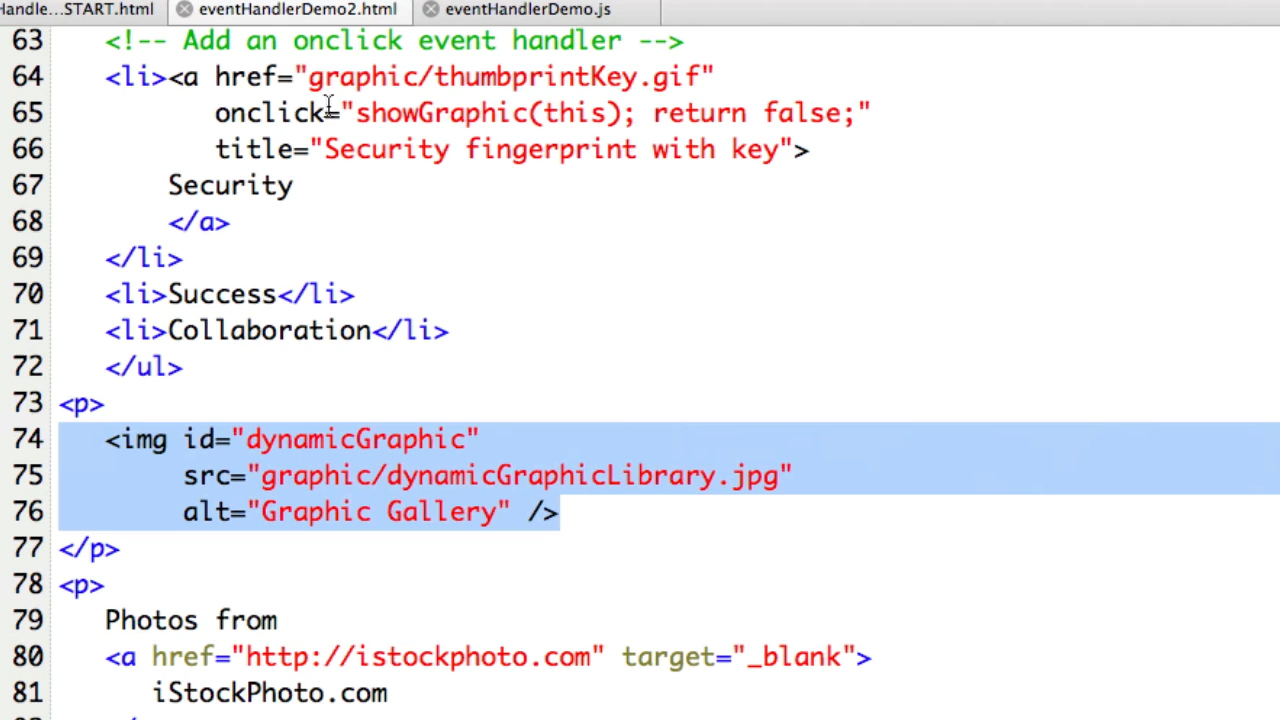 Handle...START.html eventHandlerDemo2.html eventHandlerDemo.js
63 <!-- Add an onclick event handler -->
64 <li><a href="graphic/thumbprintKey.gif"
65 onclick="showGraphic(this); return false;"
66 title="Security fingerprint with key">
67 Security
68 </a>
69 </li>
70 <li>Success</li>
71 <li>Collaboration</li>
72 </ul>
73 <p>
74 <img id="dynamicGraphic"
75 src="graphic/dynamicGraphicLibrary.jpg"
76 alt="Graphic Gallery" />
77 </p>
78 <p>
79 Photos from
80 <a href="http://istockphoto.com" target="_blank">
81 iStockPhoto.com